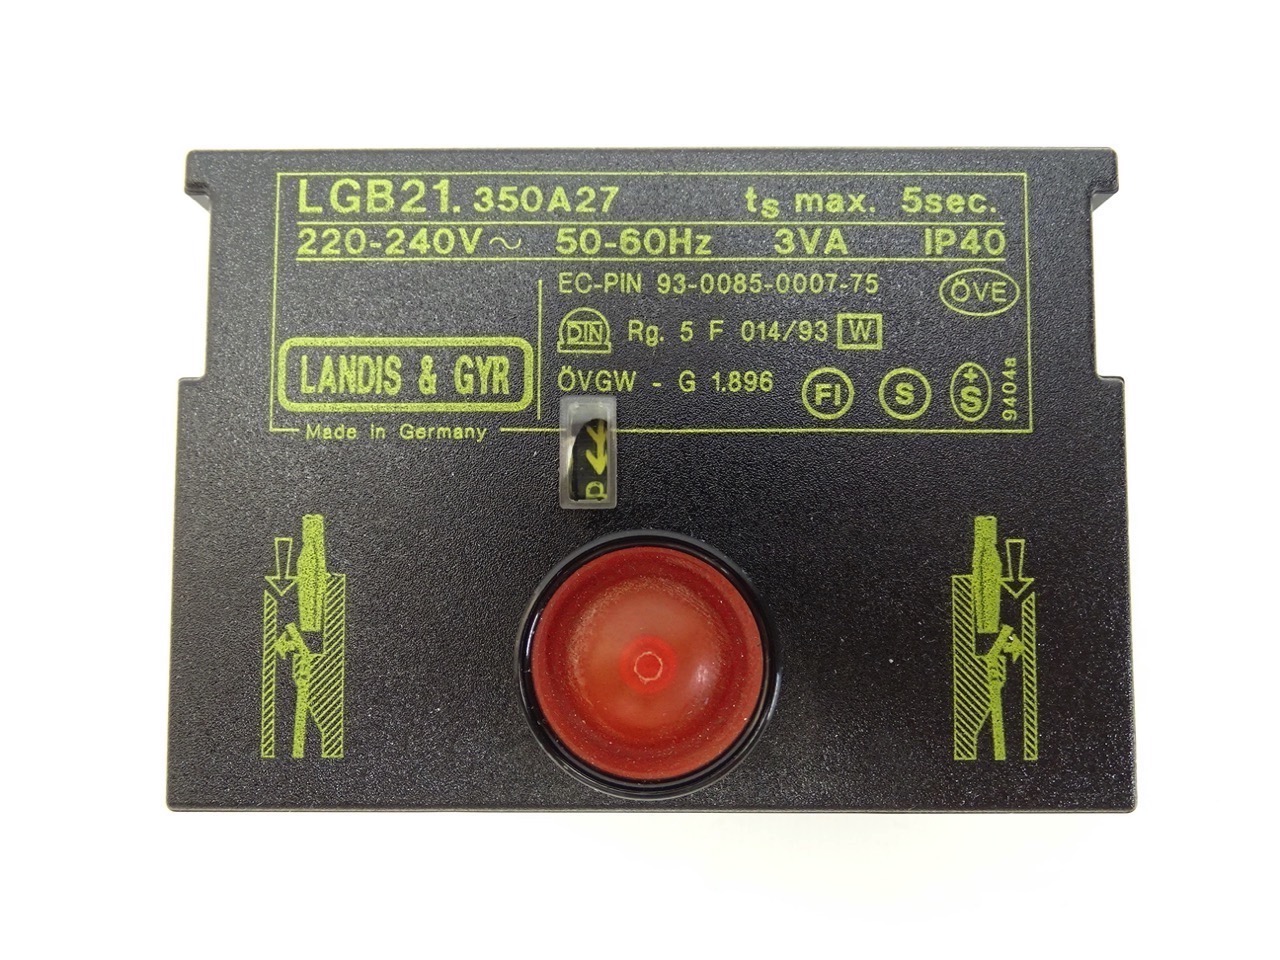 LGB21.350A27 ts max. 5sec.
220-240V~ 50-60Hz 3VA IP40
EC-PIN 93-0085-0007-75
ÖVE
DIN Rg. 5 F 014/93 W
LANDIS & GYR
ÖVGW - G 1.896
FI S +S
9404a
Made in Germany
P